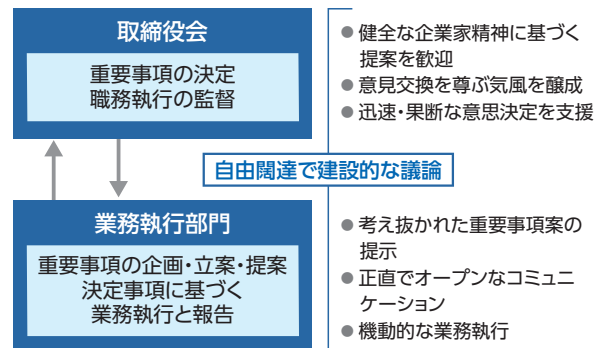 取締役会
重要事項の決定
職務執行の監督
● 健全な企業家精神に基づく
提案を歓迎
● 意見交換を尊ぶ気風を醸成
● 迅速・果断な意思決定を支援
自由闊達で建設的な議論
業務執行部門
重要事項の企画・立案・提案
決定事項に基づく
業務執行と報告
● 考え抜かれた重要事項案の
提示
● 正直でオープンなコミュニ
ケーション
● 機動的な業務執行